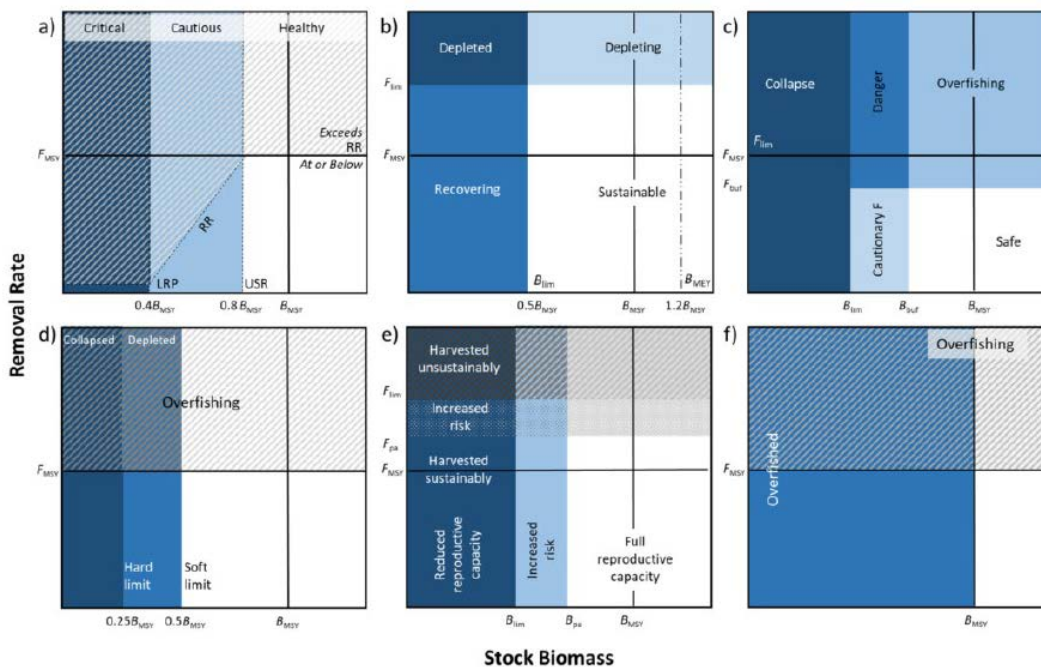 a)
Critical
Cautious
Healthy
Exceeds
RR
At or Below
RR
LRP
USR
F_MSY
0.4B_MSY
0.8B_MSY
B_MSY
b)
Depleted
Depleting
F_lim
F_MSY
Recovering
Sustainable
B_lim
B_MEY
0.5B_MSY
B_MSY
1.2B_MSY
c)
Collapse
Danger
Overfishing
F_lim
F_MSY
F_buf
Cautionary F
Safe
B_lim
B_buf
B_MSY
Removal Rate
d)
Collapsed
Depleted
Overfishing
F_MSY
Hard
limit
Soft
limit
0.25B_MSY
0.5B_MSY
B_MSY
e)
Harvested
unsustainably
F_lim
Increased
risk
F_pa
F_MSY
Harvested
sustainably
Reduced
reproductive
capacity
Increased
risk
Full
reproductive
capacity
B_lim
B_pa
B_MSY
f)
Overfishing
F_MSY
Overfished
B_MSY
Stock Biomass